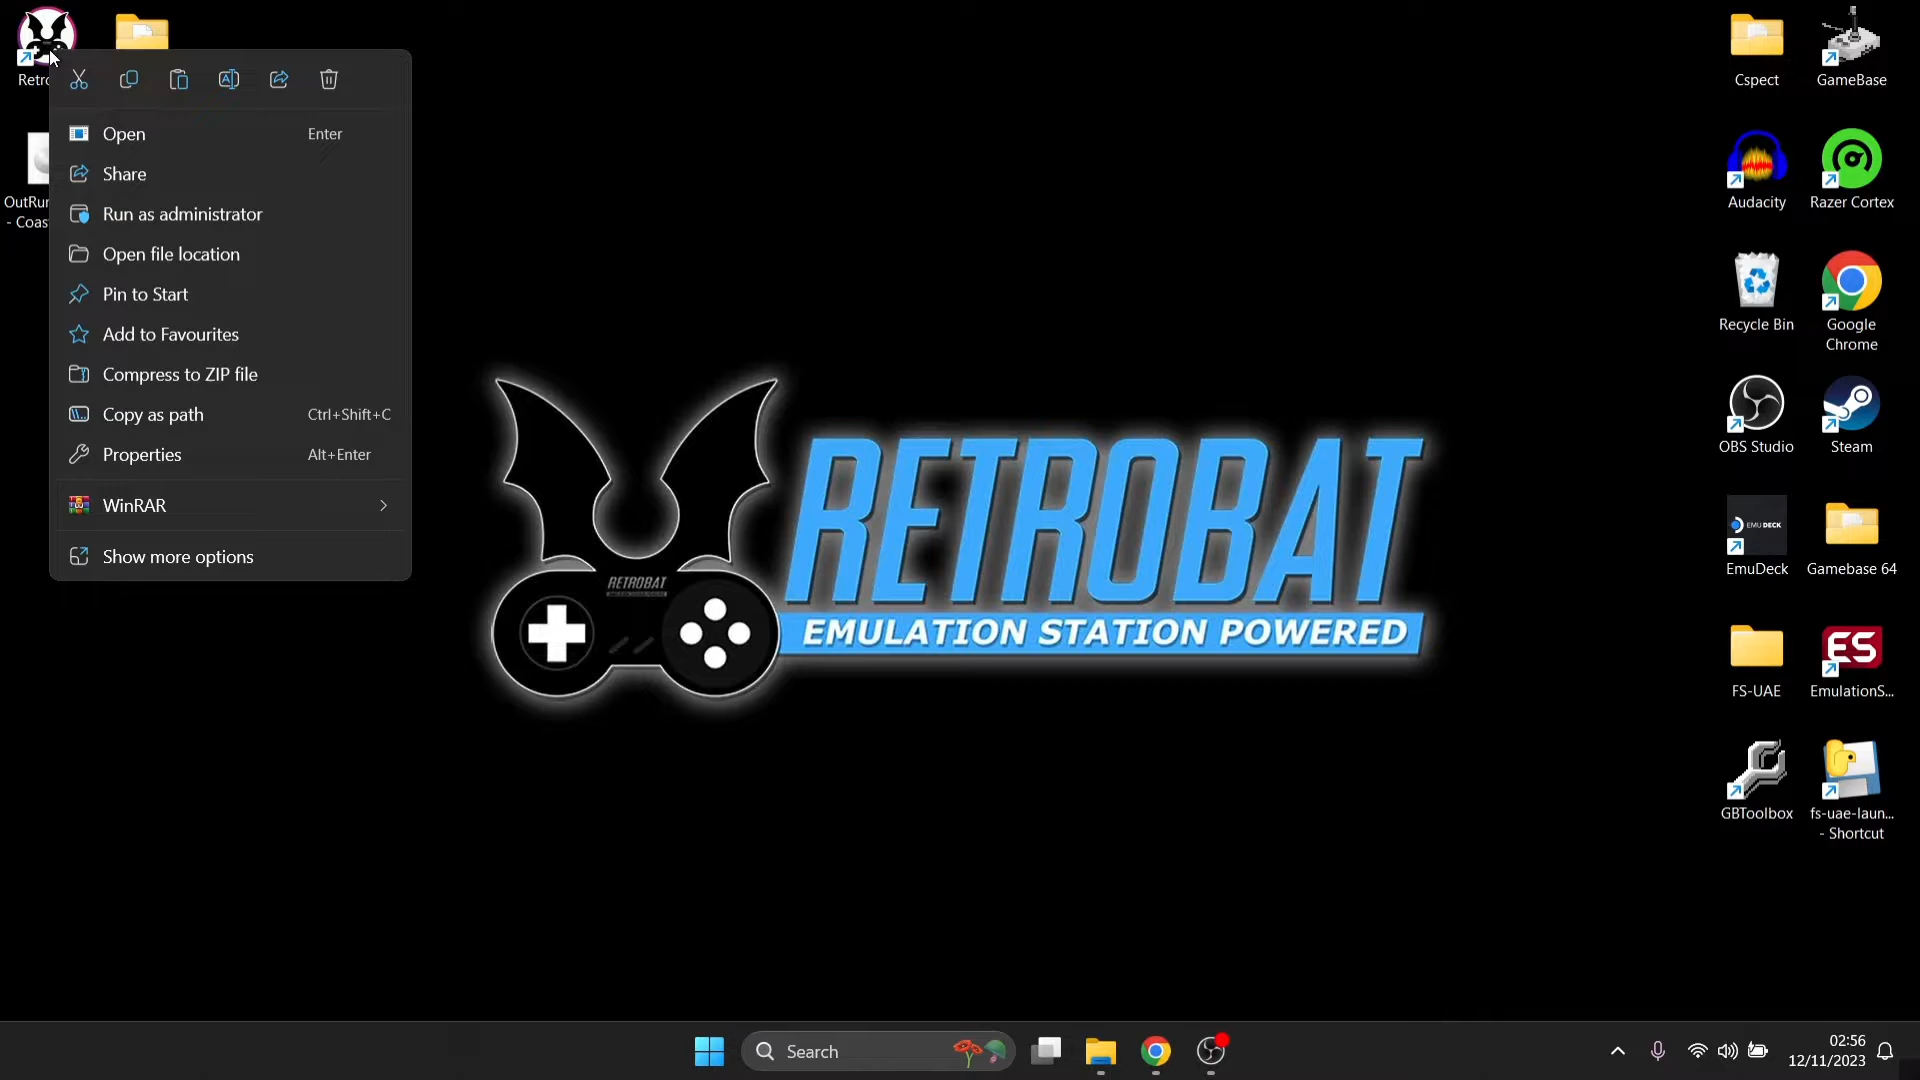 Retro
OutRun
- Coas
Open Enter
Share
Run as administrator
Open file location
Pin to Start
Add to Favourites
Compress to ZIP file
Copy as path Ctrl+Shift+C
Properties Alt+Enter
WinRAR
Show more options
RETROBAT
RETROBAT
EMULATION STATION POWERED
Cspect
GameBase
Audacity
Razer Cortex
Recycle Bin
Google
Chrome
OBS Studio
Steam
EMU DECK
EmuDeck
Gamebase 64
FS-UAE
ES
EmulationS...
GBToolbox
fs-uae-laun...
- Shortcut
Search
02:56
12/11/2023